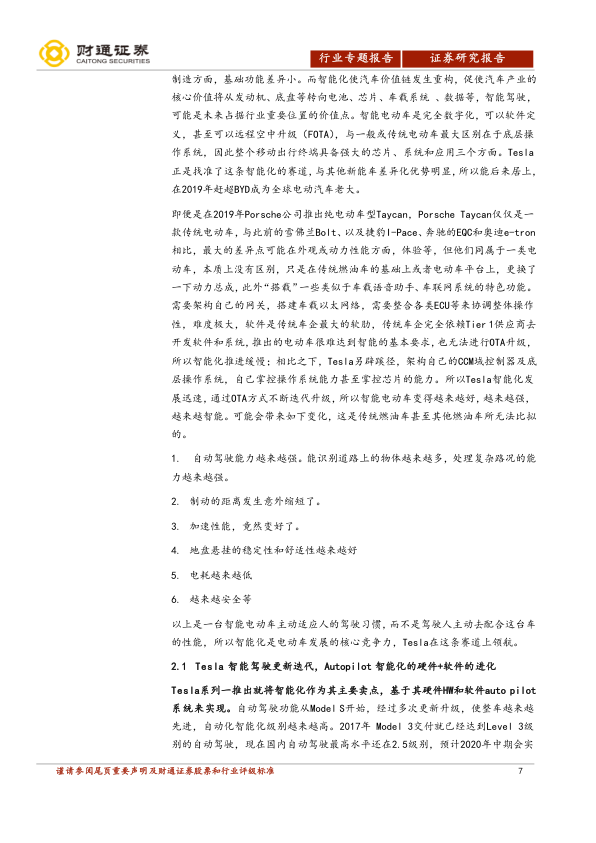 财通证券
CAITONG SECURITIES
行业专题报告 证券研究报告
制造方面，基础功能差异小。而智能化使汽车价值链发生重构，促使汽车产业的
核心价值将从发动机、底盘等转向电池、芯片、车载系统 、数据等，智能驾驶，
可能是未来占据行业重要位置的价值点。智能电动车是完全数字化，可以软件定
义，甚至可以远程空中升级（FOTA），与一般或传统电动车最大区别在于底层操
作系统，因此整个移动出行终端具备强大的芯片、系统和应用三个方面。Tesla
正是找准了这条智能化的赛道，与其他新能车差异化优势明显，所以能后来居上，
在2019年赶超BYD成为全球电动汽车老大。
即便是在2019年Porsche公司推出纯电动车型Taycan，Porsche Taycan仅仅是一
款传统电动车，与此前的雪佛兰Bolt、以及捷豹I-Pace、奔驰的EQC和奥迪e-tron
相比，最大的差异点可能在外观或动力性能方面，体验等，但他们同属于一类电
动车，本质上没有区别，只是在传统燃油车的基础上或者电动车平台上，更换了
一下动力总成，此外“搭载”一些类似于车载语音助手、车联网系统的特色功能。
需要架构自己的网关，搭建车载以太网络，需要整合各类ECU等来协调整体操作
性，难度极大，软件是传统车企最大的软肋，传统车企完全依赖Tier 1供应商去
开发软件和系统，推出的电动车很难达到智能的基本要求，也无法进行OTA升级，
所以智能化推进缓慢；相比之下，Tesla另辟蹊径，架构自己的CCM域控制器及底
层操作系统，自己掌控操作系统能力甚至掌控芯片的能力。所以Tesla智能化发
展迅速，通过OTA方式不断迭代升级，所以智能电动车变得越来越好，越来越强，
越来越智能。可能会带来如下变化，这是传统燃油车甚至其他燃油车所无法比拟
的。
1. 自动驾驶能力越来越强。能识别道路上的物体越来越多，处理复杂路况的能
力越来越强。
2. 制动的距离发生意外缩短了。
3. 加速性能，竟然变好了。
4. 地盘悬挂的稳定性和舒适性越来越好
5. 电耗越来越低
6. 越来越安全等
以上是一台智能电动车主动适应人的驾驶习惯，而不是驾驶人主动去配合这台车
的性能，所以智能化是电动车发展的核心竞争力，Tesla在这条赛道上领航。
2.1 Tesla 智能驾驶更新迭代，Autopilot 智能化的硬件+软件的进化
Tesla系列一推出就将智能化作为其主要卖点，基于其硬件HW和软件auto pilot
系统来实现。自动驾驶功能从Model S开始，经过多次更新升级，使整车越来越
先进，自动化智能化级别越来越高。2017年 Model 3交付就已经达到Level 3级
别的自动驾驶，现在国内自动驾驶最高水平还在2.5级别，预计2020年中期会实
谨请参阅尾页重要声明及财通证券股票和行业评级标准 7